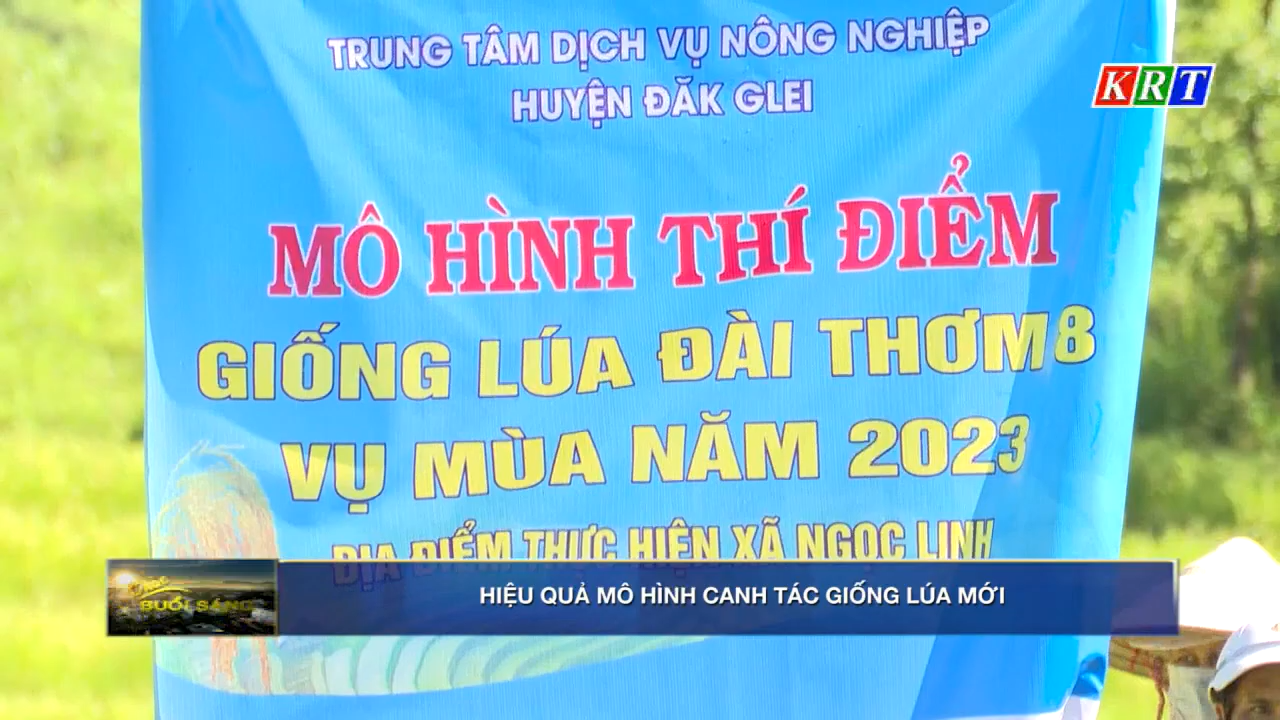 TRUNG TÂM DỊCH VỤ NÔNG NGHIỆP
HUYỆN ĐĂK GLEI
KRT
MÔ HÌNH THÍ ĐIỂM
GIỐNG LÚA ĐÀI THƠM8
VỤ MÙA NĂM 2023
ĐỊA ĐIỂM THỰC HIỆN XÃ NGỌC LINH
BUỔI SÁNG
HIỆU QUẢ MÔ HÌNH CANH TÁC GIỐNG LÚA MỚI